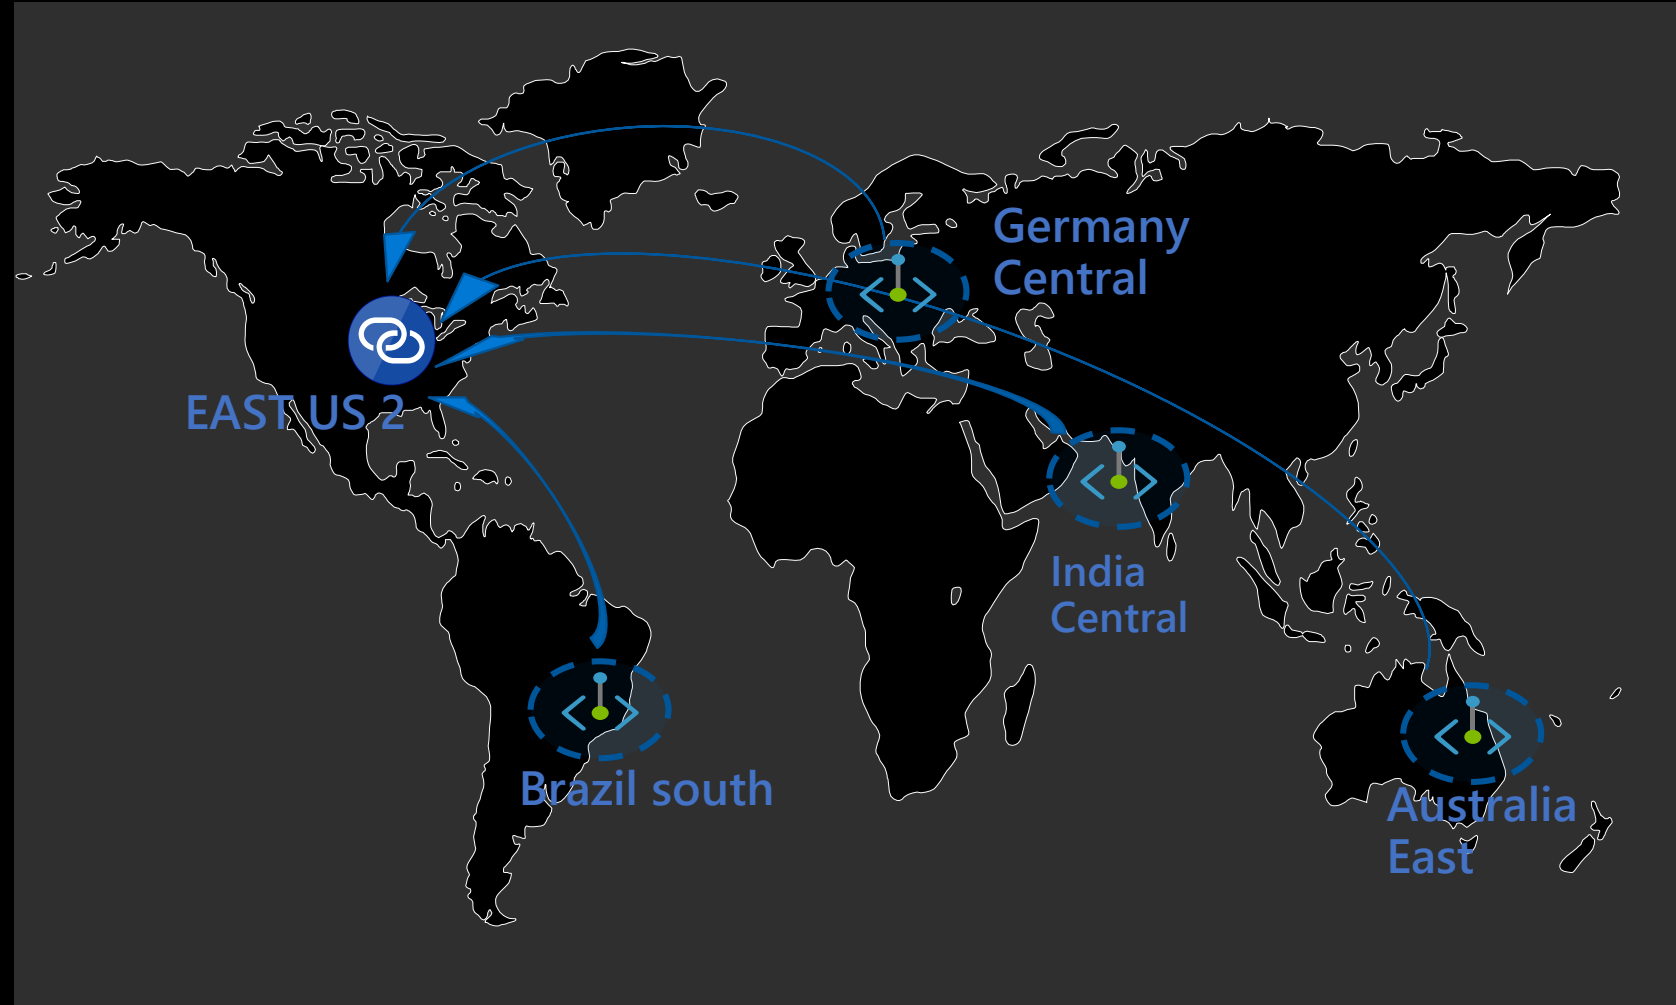 Germany
Central
EAST US 2
India
Central
Brazil south
Australia
East